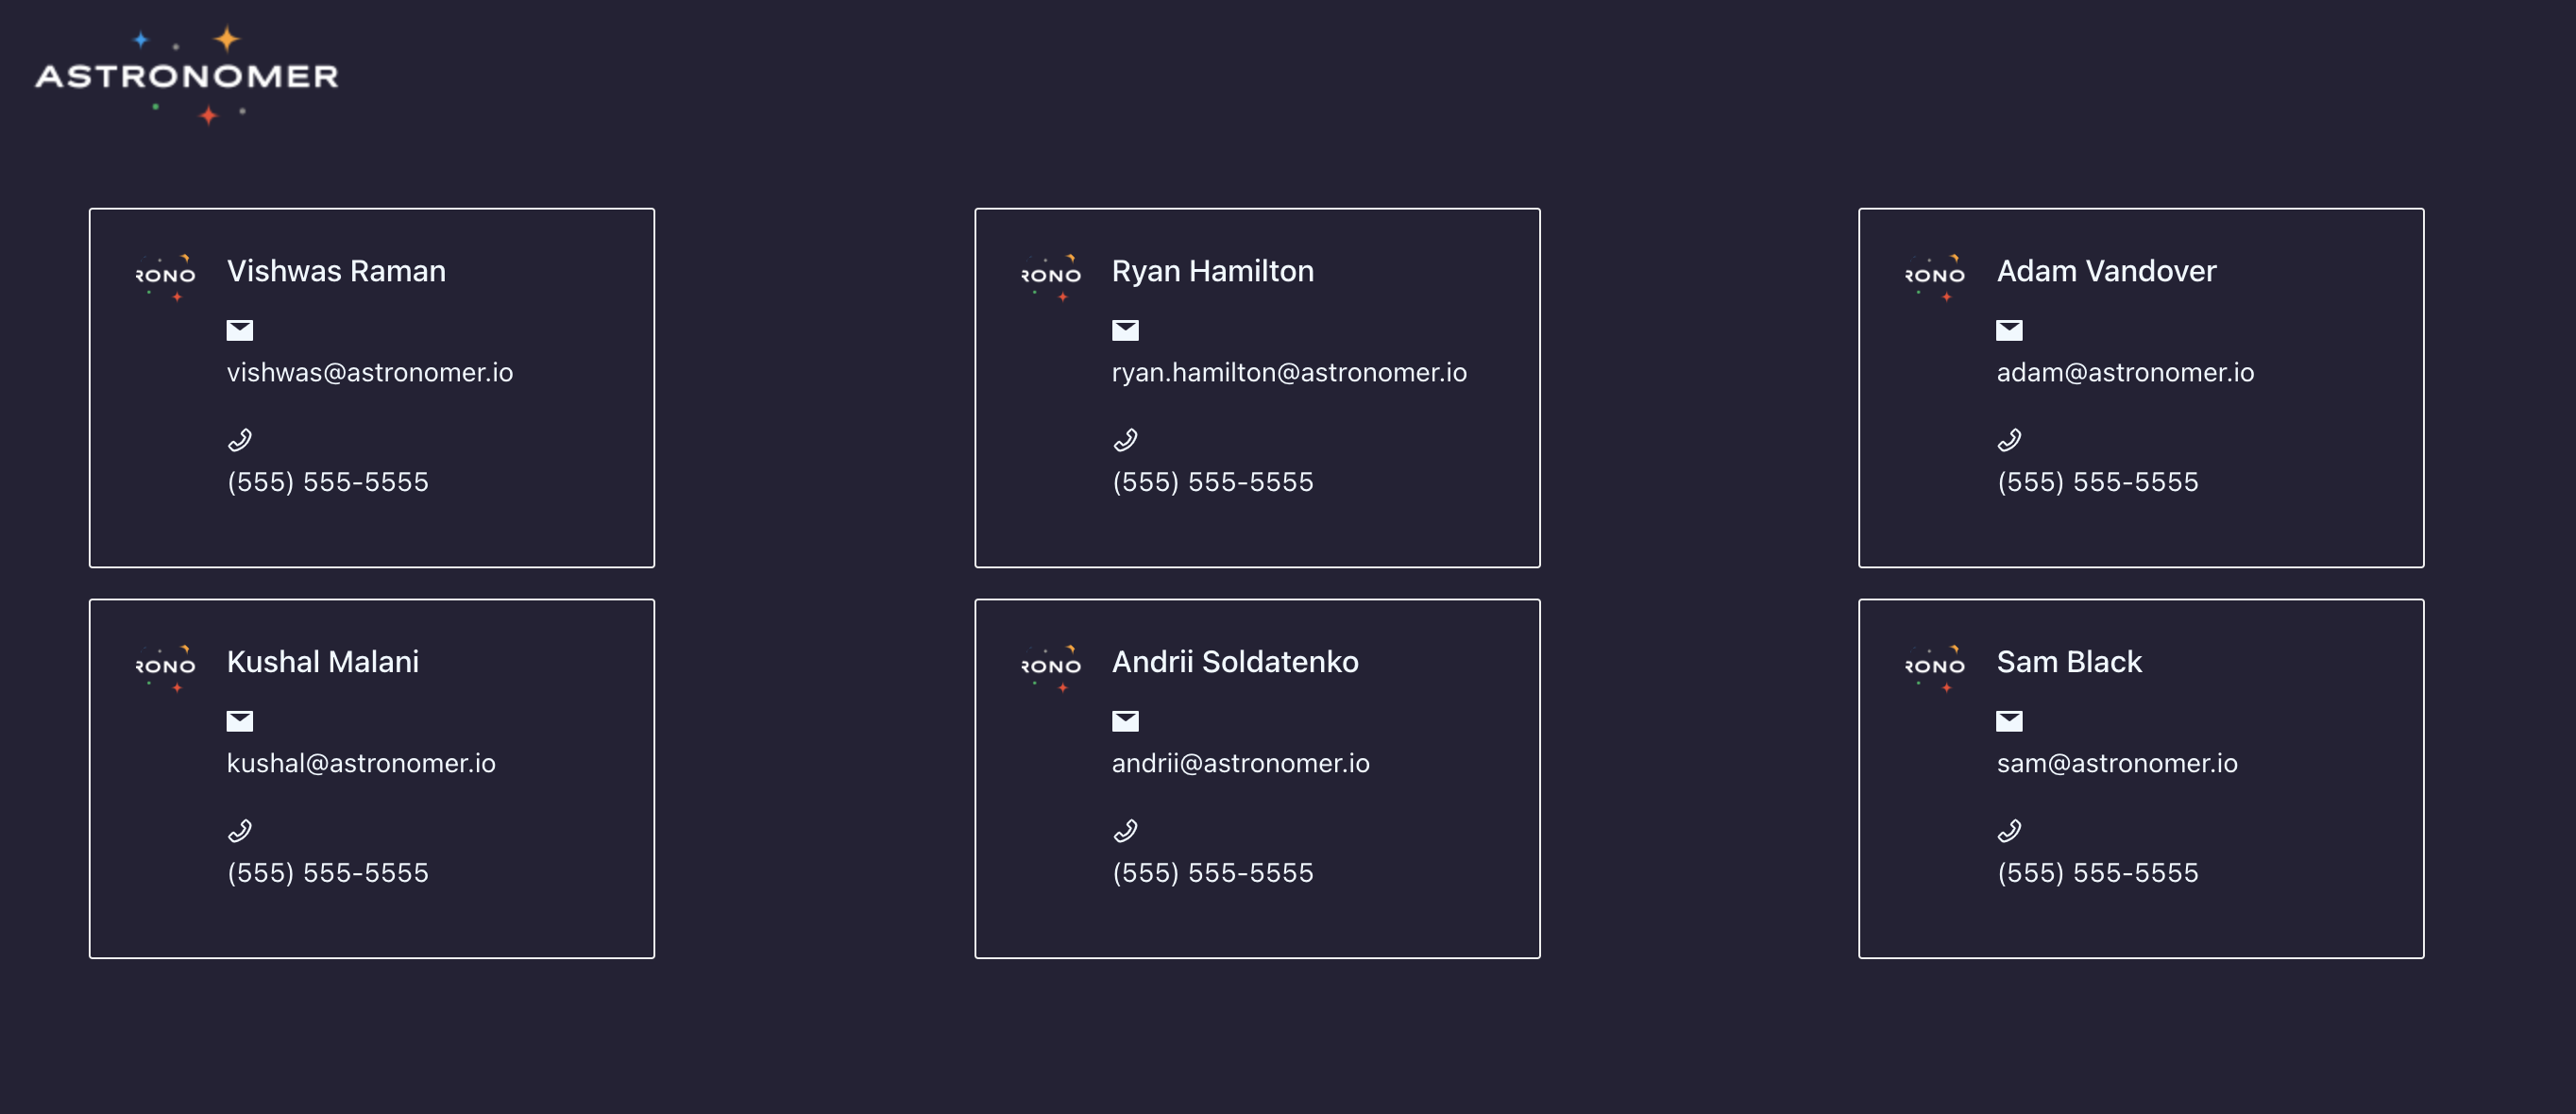 ASTRONOMER
RONO
Vishwas Raman
vishwas@astronomer.io
(555) 555-5555
RONO
Ryan Hamilton
ryan.hamilton@astronomer.io
(555) 555-5555
RONO
Adam Vandover
adam@astronomer.io
(555) 555-5555
RONO
Kushal Malani
kushal@astronomer.io
(555) 555-5555
RONO
Andrii Soldatenko
andrii@astronomer.io
(555) 555-5555
RONO
Sam Black
sam@astronomer.io
(555) 555-5555